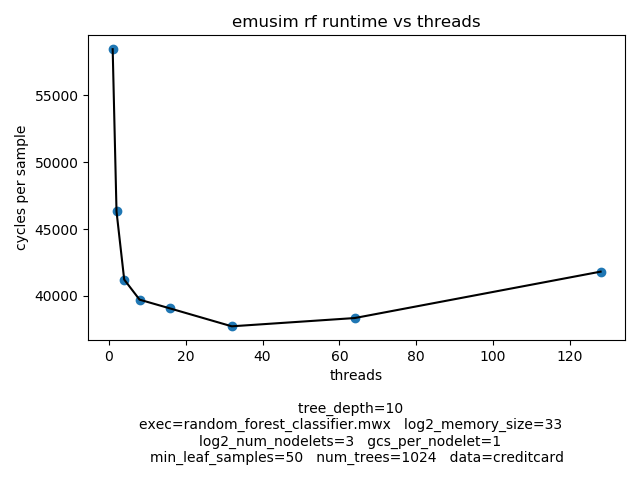 emusim rf runtime vs threads
cycles per sample
55000
50000
45000
40000
0 20 40 60 80 100 120
threads
tree_depth=10
exec=random_forest_classifier.mwx log2_memory_size=33
log2_num_nodelets=3 gcs_per_nodelet=1
min_leaf_samples=50 num_trees=1024 data=creditcard